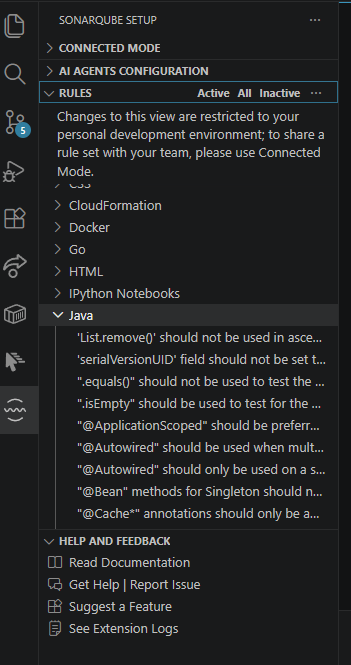 SONARQUBE SETUP ...
CONNECTED MODE
AI AGENTS CONFIGURATION
RULES Active All Inactive ...
Changes to this view are restricted to your
personal development environment; to share a
rule set with your team, please use Connected
Mode.
CSS
CloudFormation
Docker
5
Go
HTML
IPython Notebooks
Java
'List.remove()' should not be used in asce...
'serialVersionUID' field should not be set t...
".equals()" should not be used to test the ...
".isEmpty" should be used to test for the ...
"@ApplicationScoped" should be preferr...
"@Autowired" should be used when mult...
"@Autowired" should only be used on a s...
"@Bean" methods for Singleton should n...
"@Cache*" annotations should only be a...
HELP AND FEEDBACK
Read Documentation
Get Help | Report Issue
Suggest a Feature
See Extension Logs